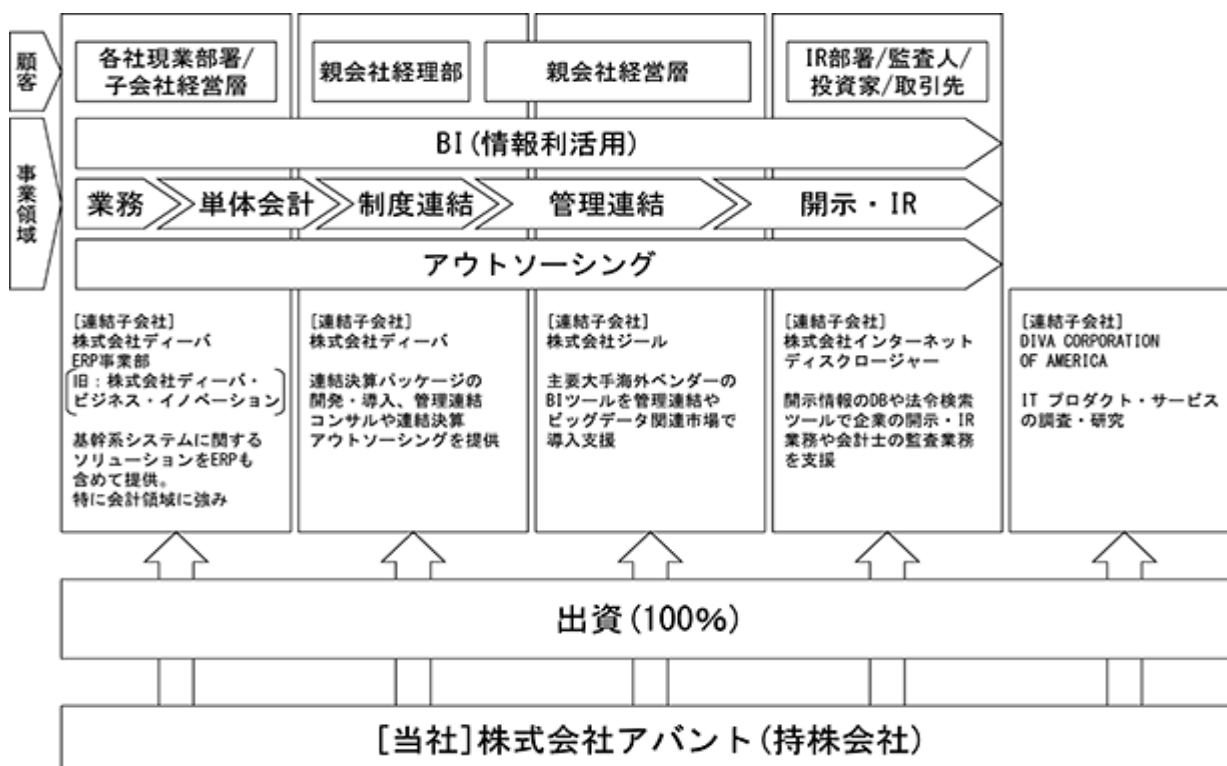 顧客
各社現業部署/
子会社経営層
親会社経理部
親会社経営層
IR部署/監査人/
投資家/取引先
事業領域
BI(情報利活用)
業務
単体会計
制度連結
管理連結
開示・IR
アウトソーシング
[連結子会社]
株式会社ディーバ
ERP事業部
旧：株式会社ディーバ・
ビジネス・イノベーション
基幹系システムに関する
ソリューションをERPも
含めて提供。
特に会計領域に強み
[連結子会社]
株式会社ディーバ
連結決算パッケージの
開発・導入、管理連結
コンサルや連結決算
アウトソーシングを提供
[連結子会社]
株式会社ジール
主要大手海外ベンダーの
BIツールを管理連結や
ビッグデータ関連市場で
導入支援
[連結子会社]
株式会社インターネット
ディスクロージャー
開示情報のDBや法令検索
ツールで企業の開示・IR
業務や会計士の監査業務
を支援
[連結子会社]
DIVA CORPORATION
OF AMERICA
IT プロダクト・サービス
の調査・研究
出資(100%)
[当社]株式会社アバント(持株会社)